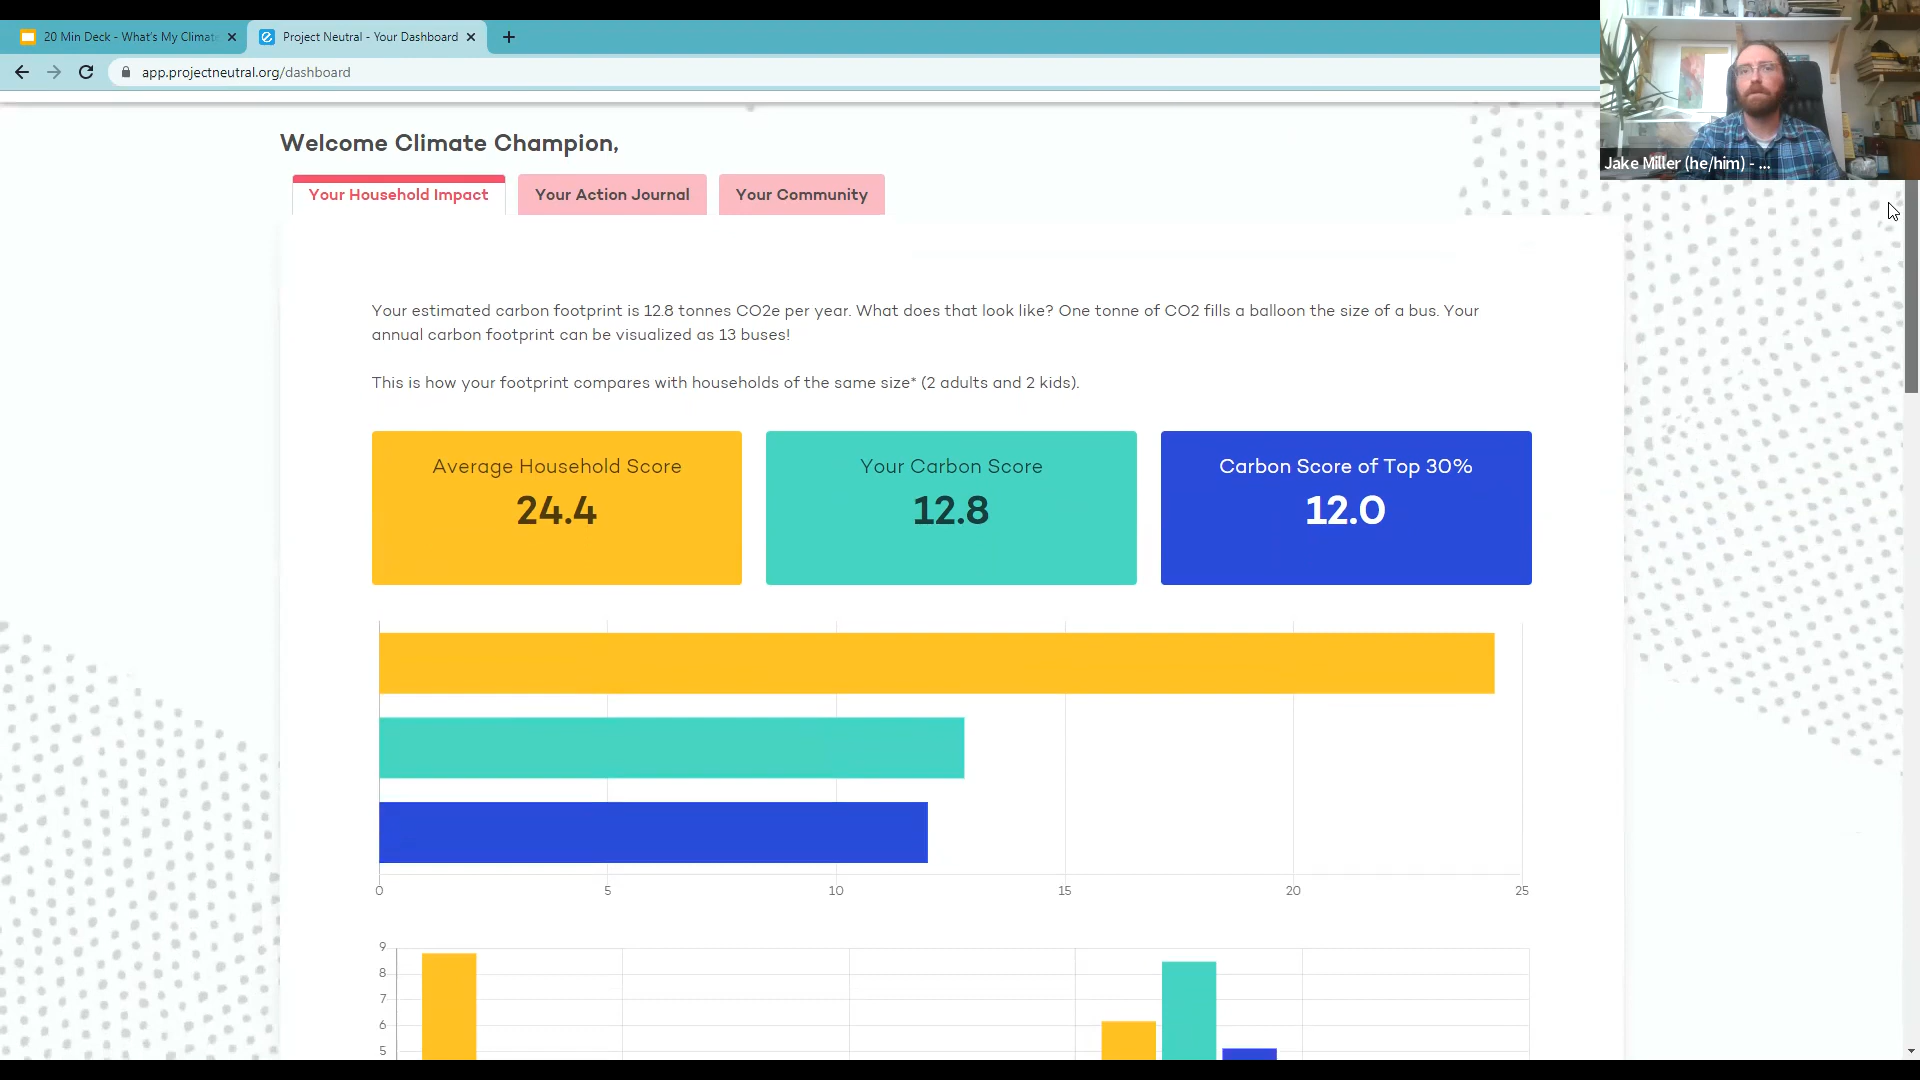 20 Min Deck - What's My Climat
Project Neutral - Your Dashboard
app.projectneutral.org/dashboard
Jake Miller (he/him) - ...
Welcome Climate Champion,
Your Household Impact
Your Action Journal
Your Community
Your estimated carbon footprint is 12.8 tonnes CO2e per year. What does that look like? One tonne of CO2 fills a balloon the size of a bus. Your
annual carbon footprint can be visualized as 13 buses!
This is how your footprint compares with households of the same size* (2 adults and 2 kids).
Average Household Score
24.4
Your Carbon Score
12.8
Carbon Score of Top 30%
12.0
0 5 10 15 20 25
9
8
7
6
5